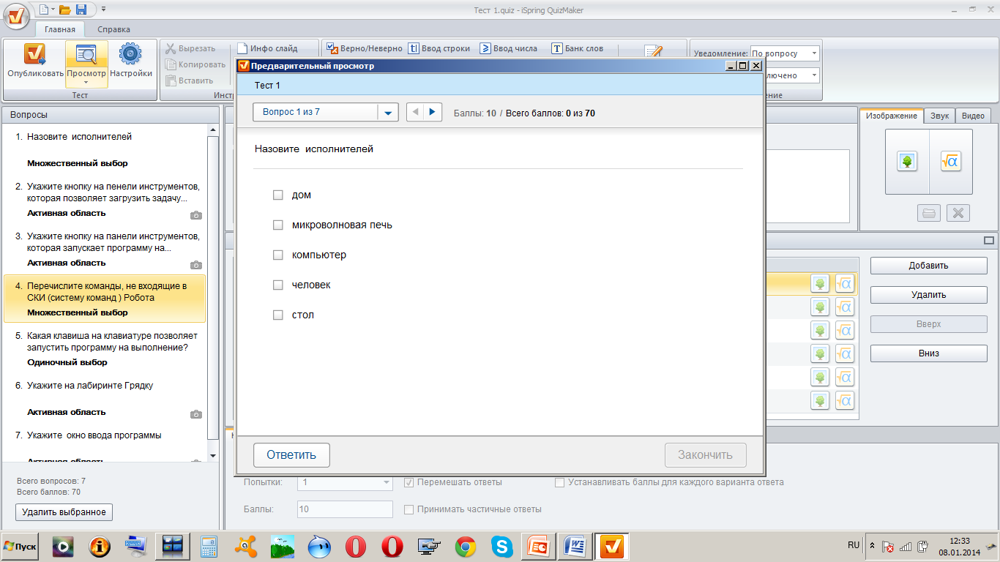 Тест 1.quiz - iSpring QuizMaker
Главная
Справка
Опубликовать
Просмотр
Настройки
Тест
Вырезать
Копировать
Вставить
Инфо слайд
Верно/Неверно
Ввод строки
Ввод числа
Банк слов
Уведомление:
По вопросу
Предварительный просмотр
Тест 1
Вопрос 1 из 7
Баллы: 10 / Всего баллов: 0 из 70
Назовите исполнителей
дом
микроволновая печь
компьютер
человек
стол
Ответить
Закончить
Вопросы
1. Назовите исполнителей
Множественный выбор
2. Укажите кнопку на пенели инструментов,
которая позволяет загрузить задачу...
Активная область
3. Укажите кнопку на панели инструментов,
которая запускает программу на...
Активная область
4. Перечислите команды, не входящие в
СКИ (систему команд ) Робота
Множественный выбор
5. Какая клавиша на клавиатуре позволяет
запустить программу на выполнение?
Одиночный выбор
6. Укажите на лабиринте Грядку
Активная область
7. Укажите окно ввода программы
Активная область
Всего вопросов: 7
Всего баллов: 70
Удалить выбранное
Изображение
Звук
Видео
Добавить
Удалить
Вверх
Вниз
Попытки:
1
Перемешать ответы
Устанавливать баллы для каждого варианта ответа
Баллы:
10
Принимать частичные ответы
Пуск
RU
12:33
08.01.2014